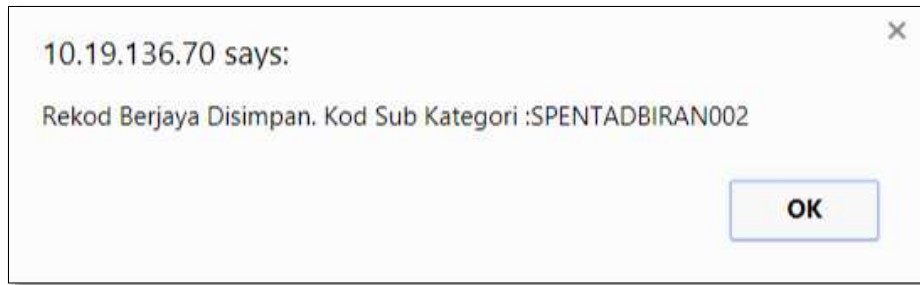 10.19.136.70 says:
Rekod Berjaya Disimpan. Kod Sub Kategori :SPENTADBIRAN002
OK